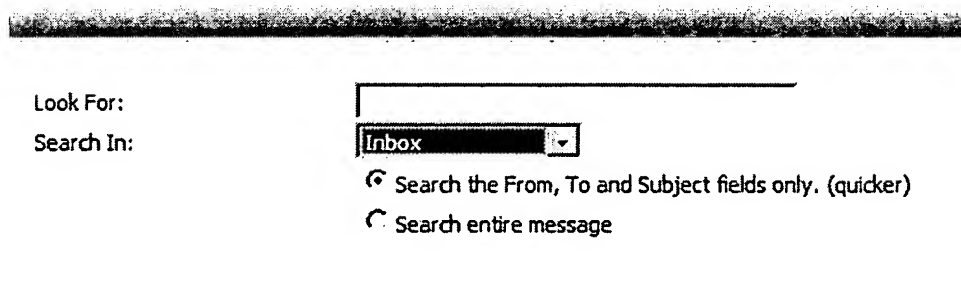 Look For:
Search In:
Inbox
Search the From, To and Subject fields only. (quicker)
Search entire message